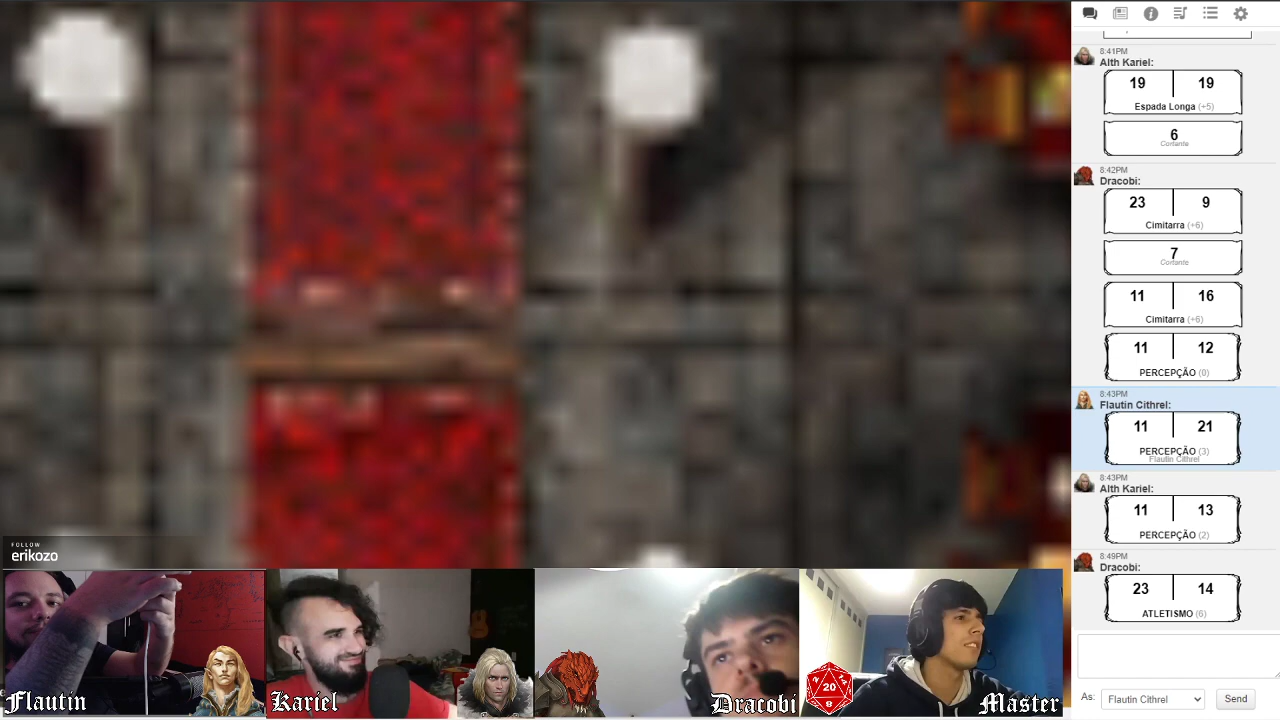 8:41PM
Alth Kariel:
19 19
Espada Longa (+5)
6
Cortante
8:42PM
Dracobi:
23 9
Cimitarra (+6)
7
Cortante
11 16
Cimitarra (+6)
11 12
PERCEPÇÃO (0)
8:43PM
Flautin Cithrel:
11 21
PERCEPÇÃO (3)
Flautin Cithrel
8:43PM
Alth Kariel:
11 13
PERCEPÇÃO (2)
8:49PM
Dracobi:
23 14
ATLETISMO (6)
As: Flautin Cithrel Send
FOLLOW
erikozo
Flautin
Kariel
Dracobi
20
8
Master